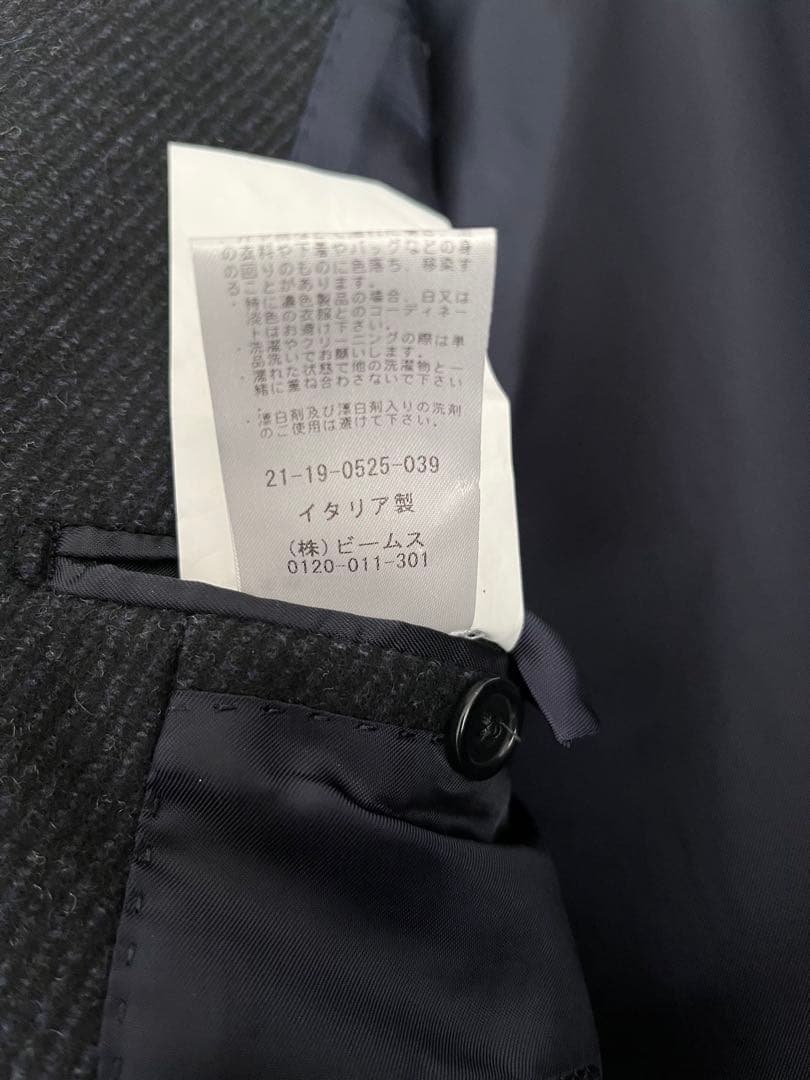 の衣料や下着やバッグなどの身
の回りのものに色落ち、移染す
ることがあります。
・特に濃色製品の場合、白又は
淡色の衣服とのコーディネー
トはお避け下さい。
・洗濯やクリーニングの際は単
品洗いでお願いします。
・濡れた状態で他の洗濯物と一
緒に重ね合わさないで下さい
。
・漂白剤及び漂白剤入りの洗剤
のご使用は避けて下さい。
21-19-0525-039
イタリア製
(株)ビームス
0120-011-301